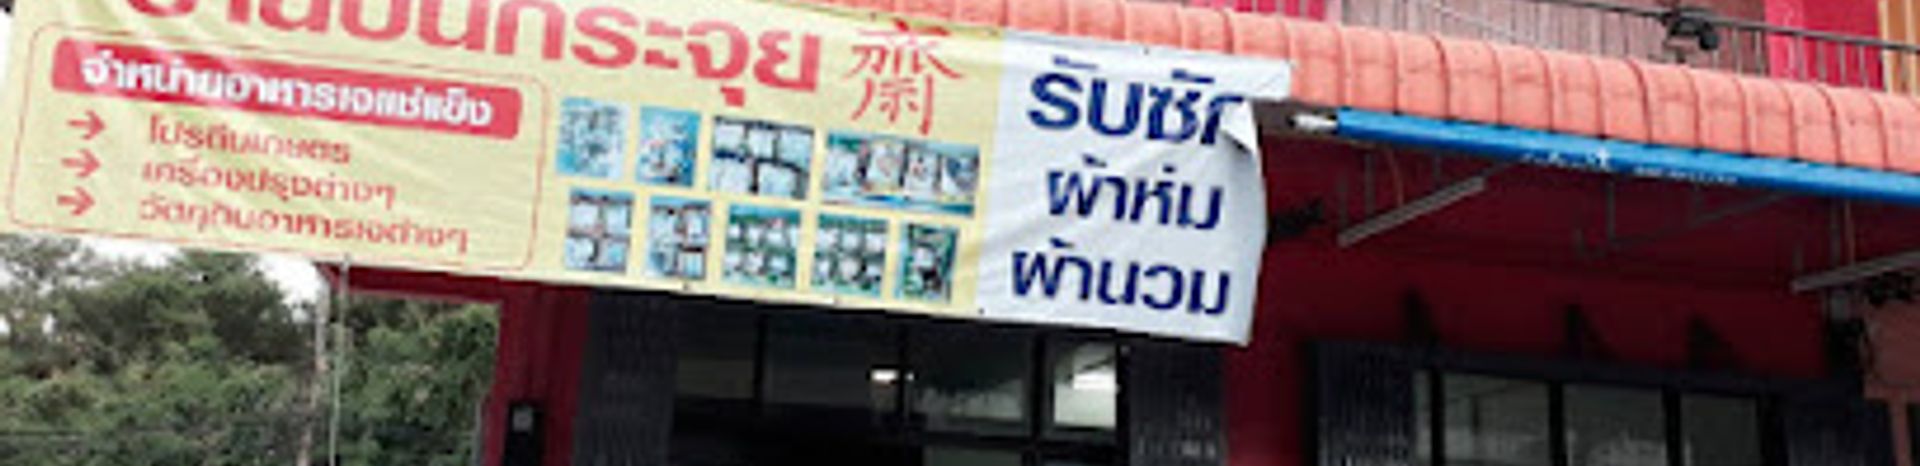 ร้านปันกระจุย 齋
จำหน่ายอาหารเจแช่แข็ง
→ โปรตีนเกษตร
→ เครื่องปรุงต่างๆ
→ วัตถุดิบอาหารเจต่างๆ
รับซัก
ผ้าห่ม
ผ้านวม